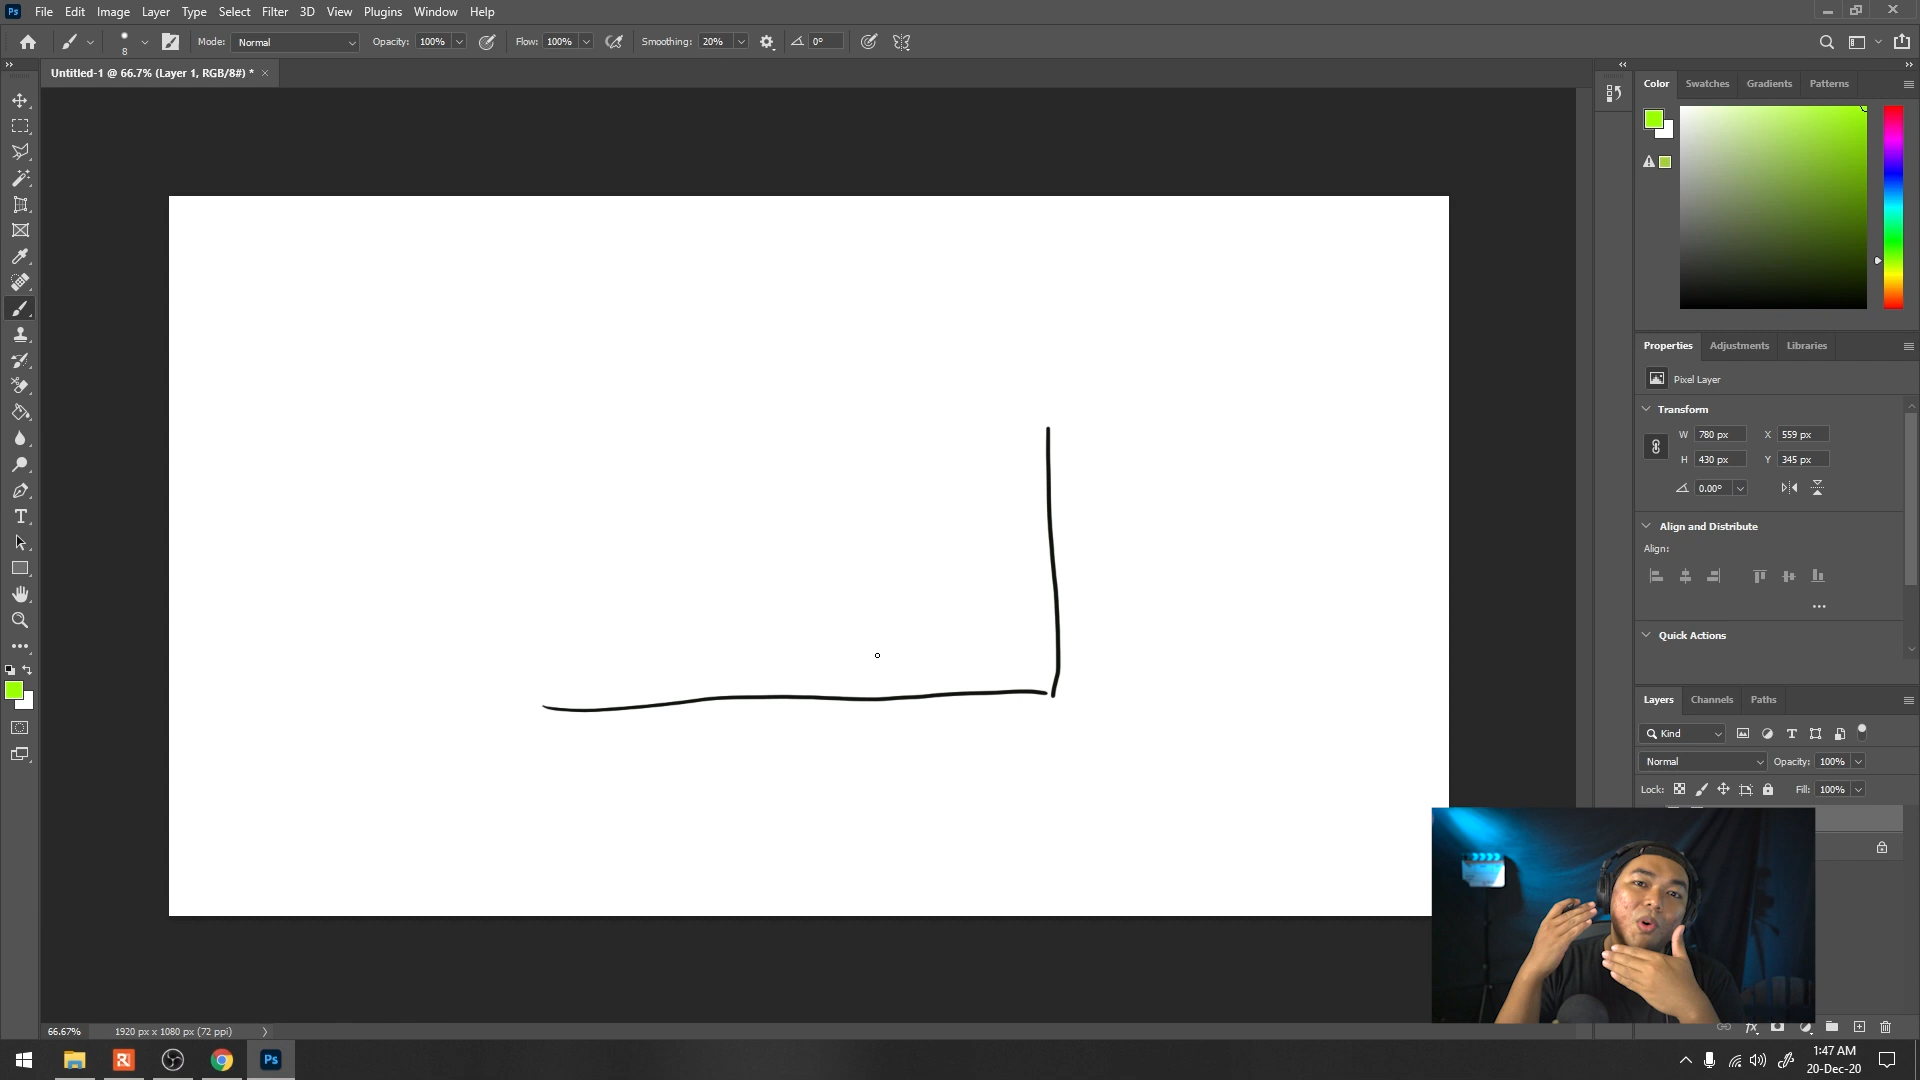 Ps File Edit Image Layer Type Select Filter 3D View Plugins Window Help
8 Mode: Normal Opacity: 100% Flow: 100% Smoothing: 20% 0°
Untitled-1 @ 66.7% (Layer 1, RGB/8#) * ×
Color Swatches Gradients Patterns
Properties Adjustments Libraries
Pixel Layer
Transform
W 780 px X 559 px
H 430 px Y 345 px
0.00°
Align and Distribute
Align:
Quick Actions
Layers Channels Paths
Kind
Normal Opacity: 100%
Lock: Fill: 100%
66.67% 1920 px x 1080 px (72 ppi)
Ps
1:47 AM
20-Dec-20